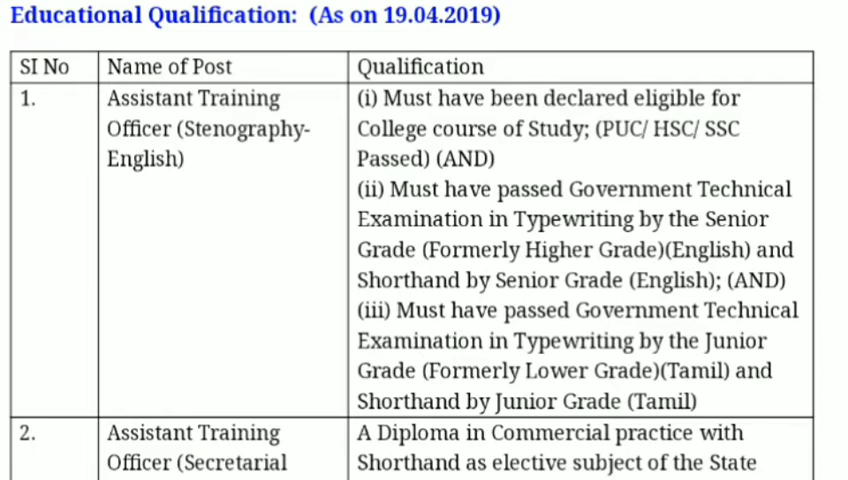 Educational Qualification: (As on 19.04.2019)
SI No Name of Post Qualification
1. Assistant Training (i) Must have been declared eligible for
Officer (Stenography- College course of Study; (PUC/ HSC/ SSC
English) Passed) (AND)
(ii) Must have passed Government Technical
Examination in Typewriting by the Senior
Grade (Formerly Higher Grade)(English) and
Shorthand by Senior Grade (English); (AND)
(iii) Must have passed Government Technical
Examination in Typewriting by the Junior
Grade (Formerly Lower Grade)(Tamil) and
Shorthand by Junior Grade (Tamil)
2. Assistant Training A Diploma in Commercial practice with
Officer (Secretarial Shorthand as elective subject of the State